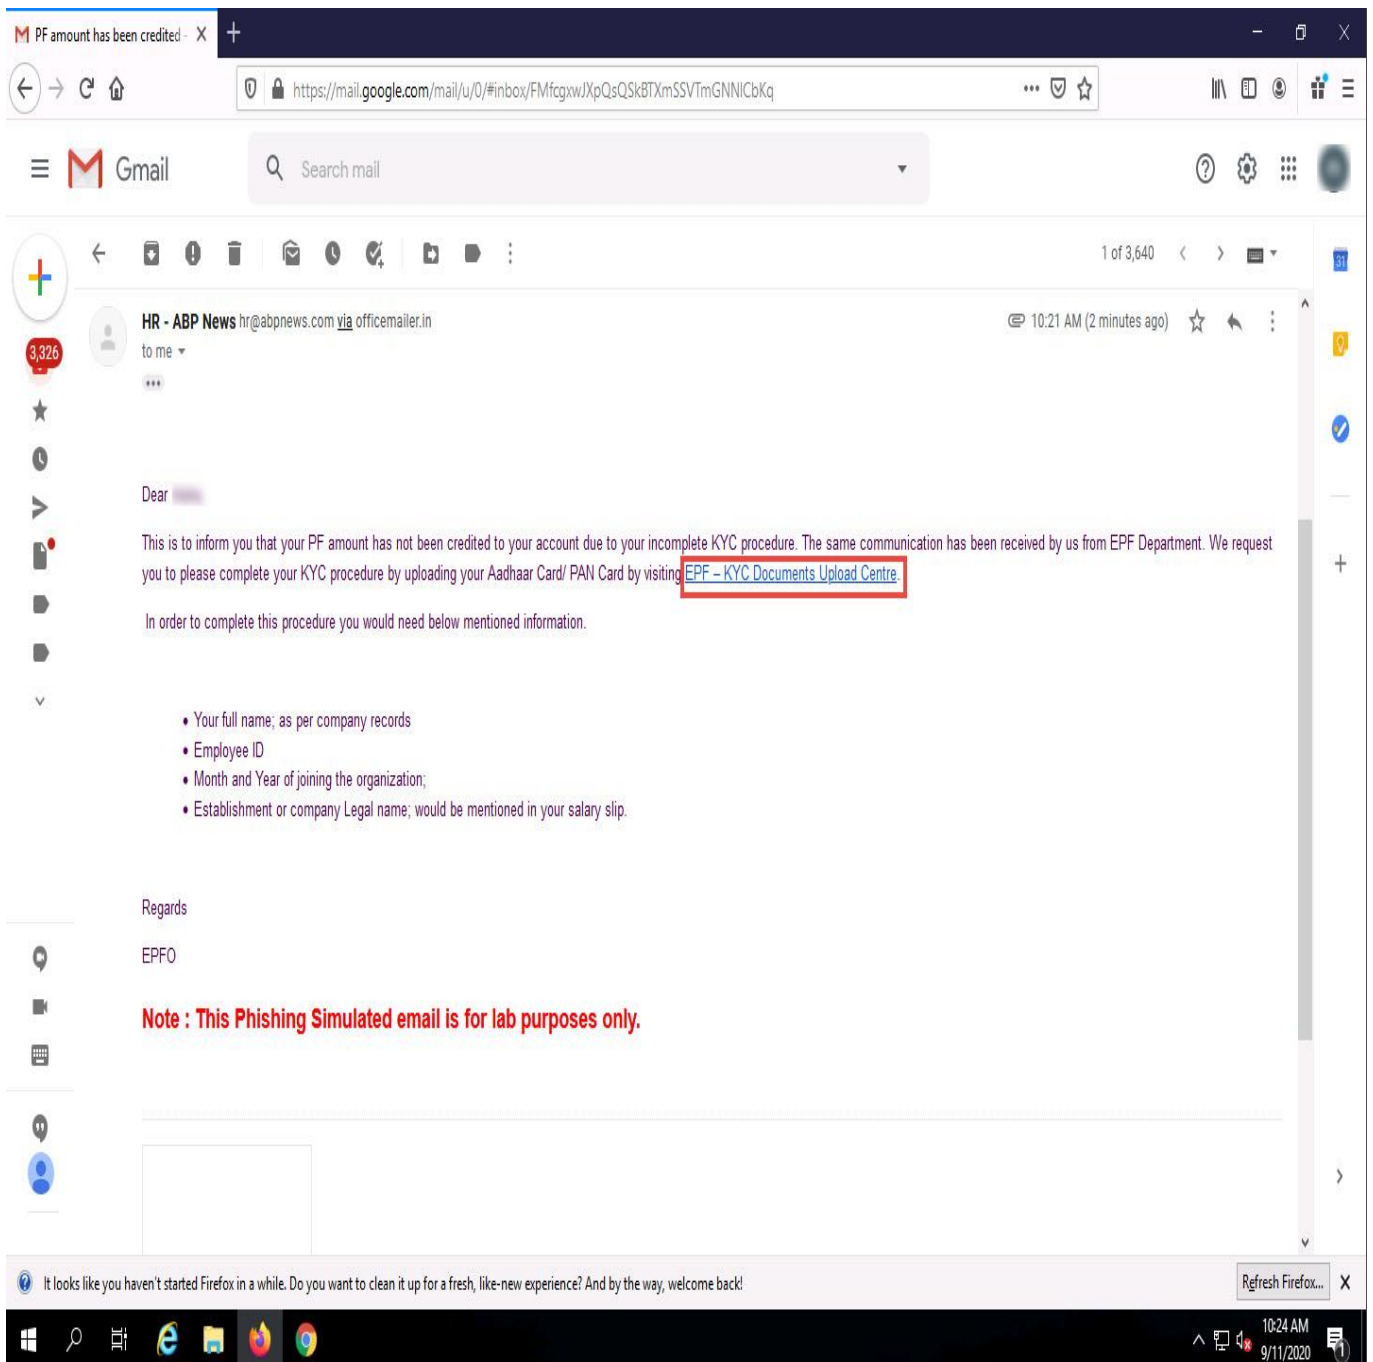 PF amount has been credited -
https://mail.google.com/mail/u/0/#inbox/FMfcgxwJXpQsQSkBTXmSSVTmGNNlCbKq
Gmail
Search mail
1 of 3,640
31
3,326
HR - ABP News hr@abpnews.com via officemailer.in
10:21 AM (2 minutes ago)
to me
Dear
This is to inform you that your PF amount has not been credited to your account due to your incomplete KYC procedure. The same communication has been received by us from EPF Department. We request
you to please complete your KYC procedure by uploading your Aadhaar Card/ PAN Card by visiting EPF – KYC Documents Upload Centre.
In order to complete this procedure you would need below mentioned information.
• Your full name; as per company records
• Employee ID
• Month and Year of joining the organization;
• Establishment or company Legal name; would be mentioned in your salary slip.
Regards
EPFO
Note : This Phishing Simulated email is for lab purposes only.
It looks like you haven't started Firefox in a while. Do you want to clean it up for a fresh, like-new experience? And by the way, welcome back!
Refresh Firefox...
10:24 AM
9/11/2020
1